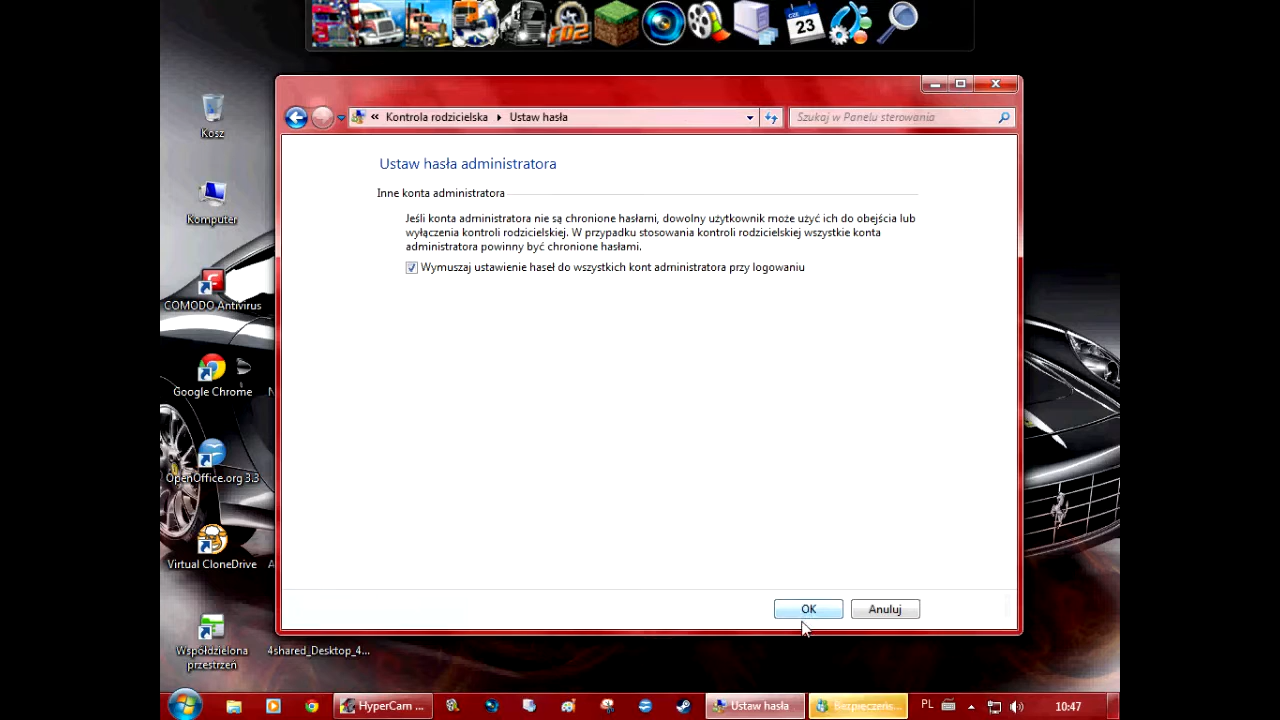 CZE
23
Kosz
Komputer
COMODO Antivirus
Google Chrome
OpenOffice.org 3.3
Virtual CloneDrive
Współdzielona
przestrzeń
4shared_Desktop_4...
« Kontrola rodzicielska Ustaw hasła
Szukaj w Panelu sterowania
Ustaw hasła administratora
Inne konta administratora
Jeśli konta administratora nie są chronione hasłami, dowolny użytkownik może użyć ich do obejścia lub
wyłączenia kontroli rodzicielskiej. W przypadku stosowania kontroli rodzicielskiej wszystkie konta
administratora powinny być chronione hasłami.
Wymuszaj ustawienie haseł do wszystkich kont administratora przy logowaniu
OK Anuluj
HyperCam ... Ustaw hasła Bezpieczeńs... PL 10:47